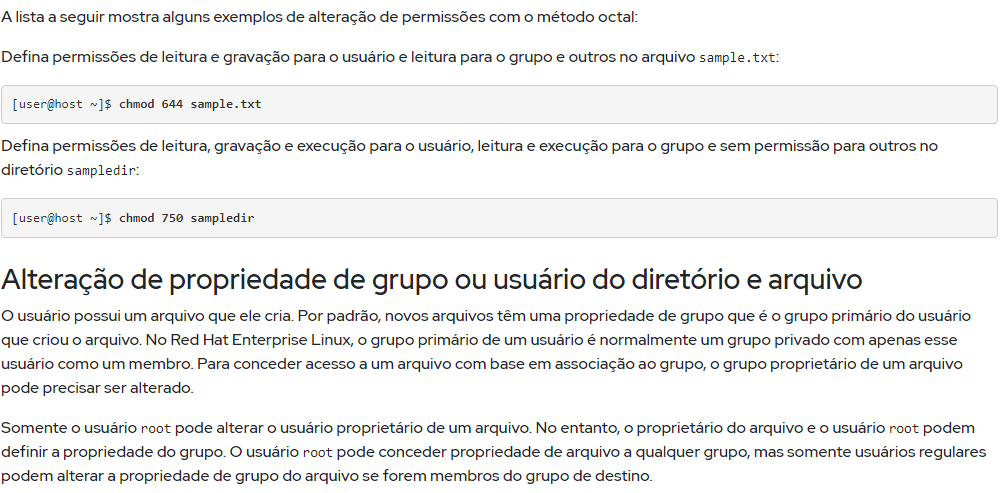 A lista a seguir mostra alguns exemplos de alteração de permissões com o método octal:
Defina permissões de leitura e gravação para o usuário e leitura para o grupo e outros no arquivo sample.txt:
[user@host ~]$ chmod 644 sample.txt
Defina permissões de leitura, gravação e execução para o usuário, leitura e execução para o grupo e sem permissão para outros no
diretório sampledir:
[user@host ~]$ chmod 750 sampledir
Alteração de propriedade de grupo ou usuário do diretório e arquivo
O usuário possui um arquivo que ele cria. Por padrão, novos arquivos têm uma propriedade de grupo que é o grupo primário do usuário
que criou o arquivo. No Red Hat Enterprise Linux, o grupo primário de um usuário é normalmente um grupo privado com apenas esse
usuário como um membro. Para conceder acesso a um arquivo com base em associação ao grupo, o grupo proprietário de um arquivo
pode precisar ser alterado.
Somente o usuário root pode alterar o usuário proprietário de um arquivo. No entanto, o proprietário do arquivo e o usuário root podem
definir a propriedade do grupo. O usuário root pode conceder propriedade de arquivo a qualquer grupo, mas somente usuários regulares
podem alterar a propriedade de grupo do arquivo se forem membros do grupo de destino.